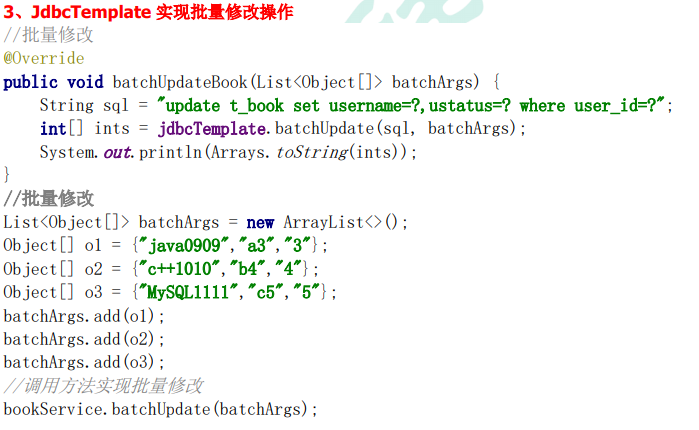 3、JdbcTemplate 实现批量修改操作
//批量修改
@Override
public void batchUpdateBook(List<Object[]> batchArgs) {
    String sql = "update t_book set username=?,ustatus=? where user_id=?";
    int[] ints = jdbcTemplate.batchUpdate(sql, batchArgs);
    System.out.println(Arrays.toString(ints));
}
//批量修改
List<Object[]> batchArgs = new ArrayList<>();
Object[] o1 = {"java0909","a3","3"};
Object[] o2 = {"c++1010","b4","4"};
Object[] o3 = {"MySQL1111","c5","5"};
batchArgs.add(o1);
batchArgs.add(o2);
batchArgs.add(o3);
//调用方法实现批量修改
bookService.batchUpdate(batchArgs);